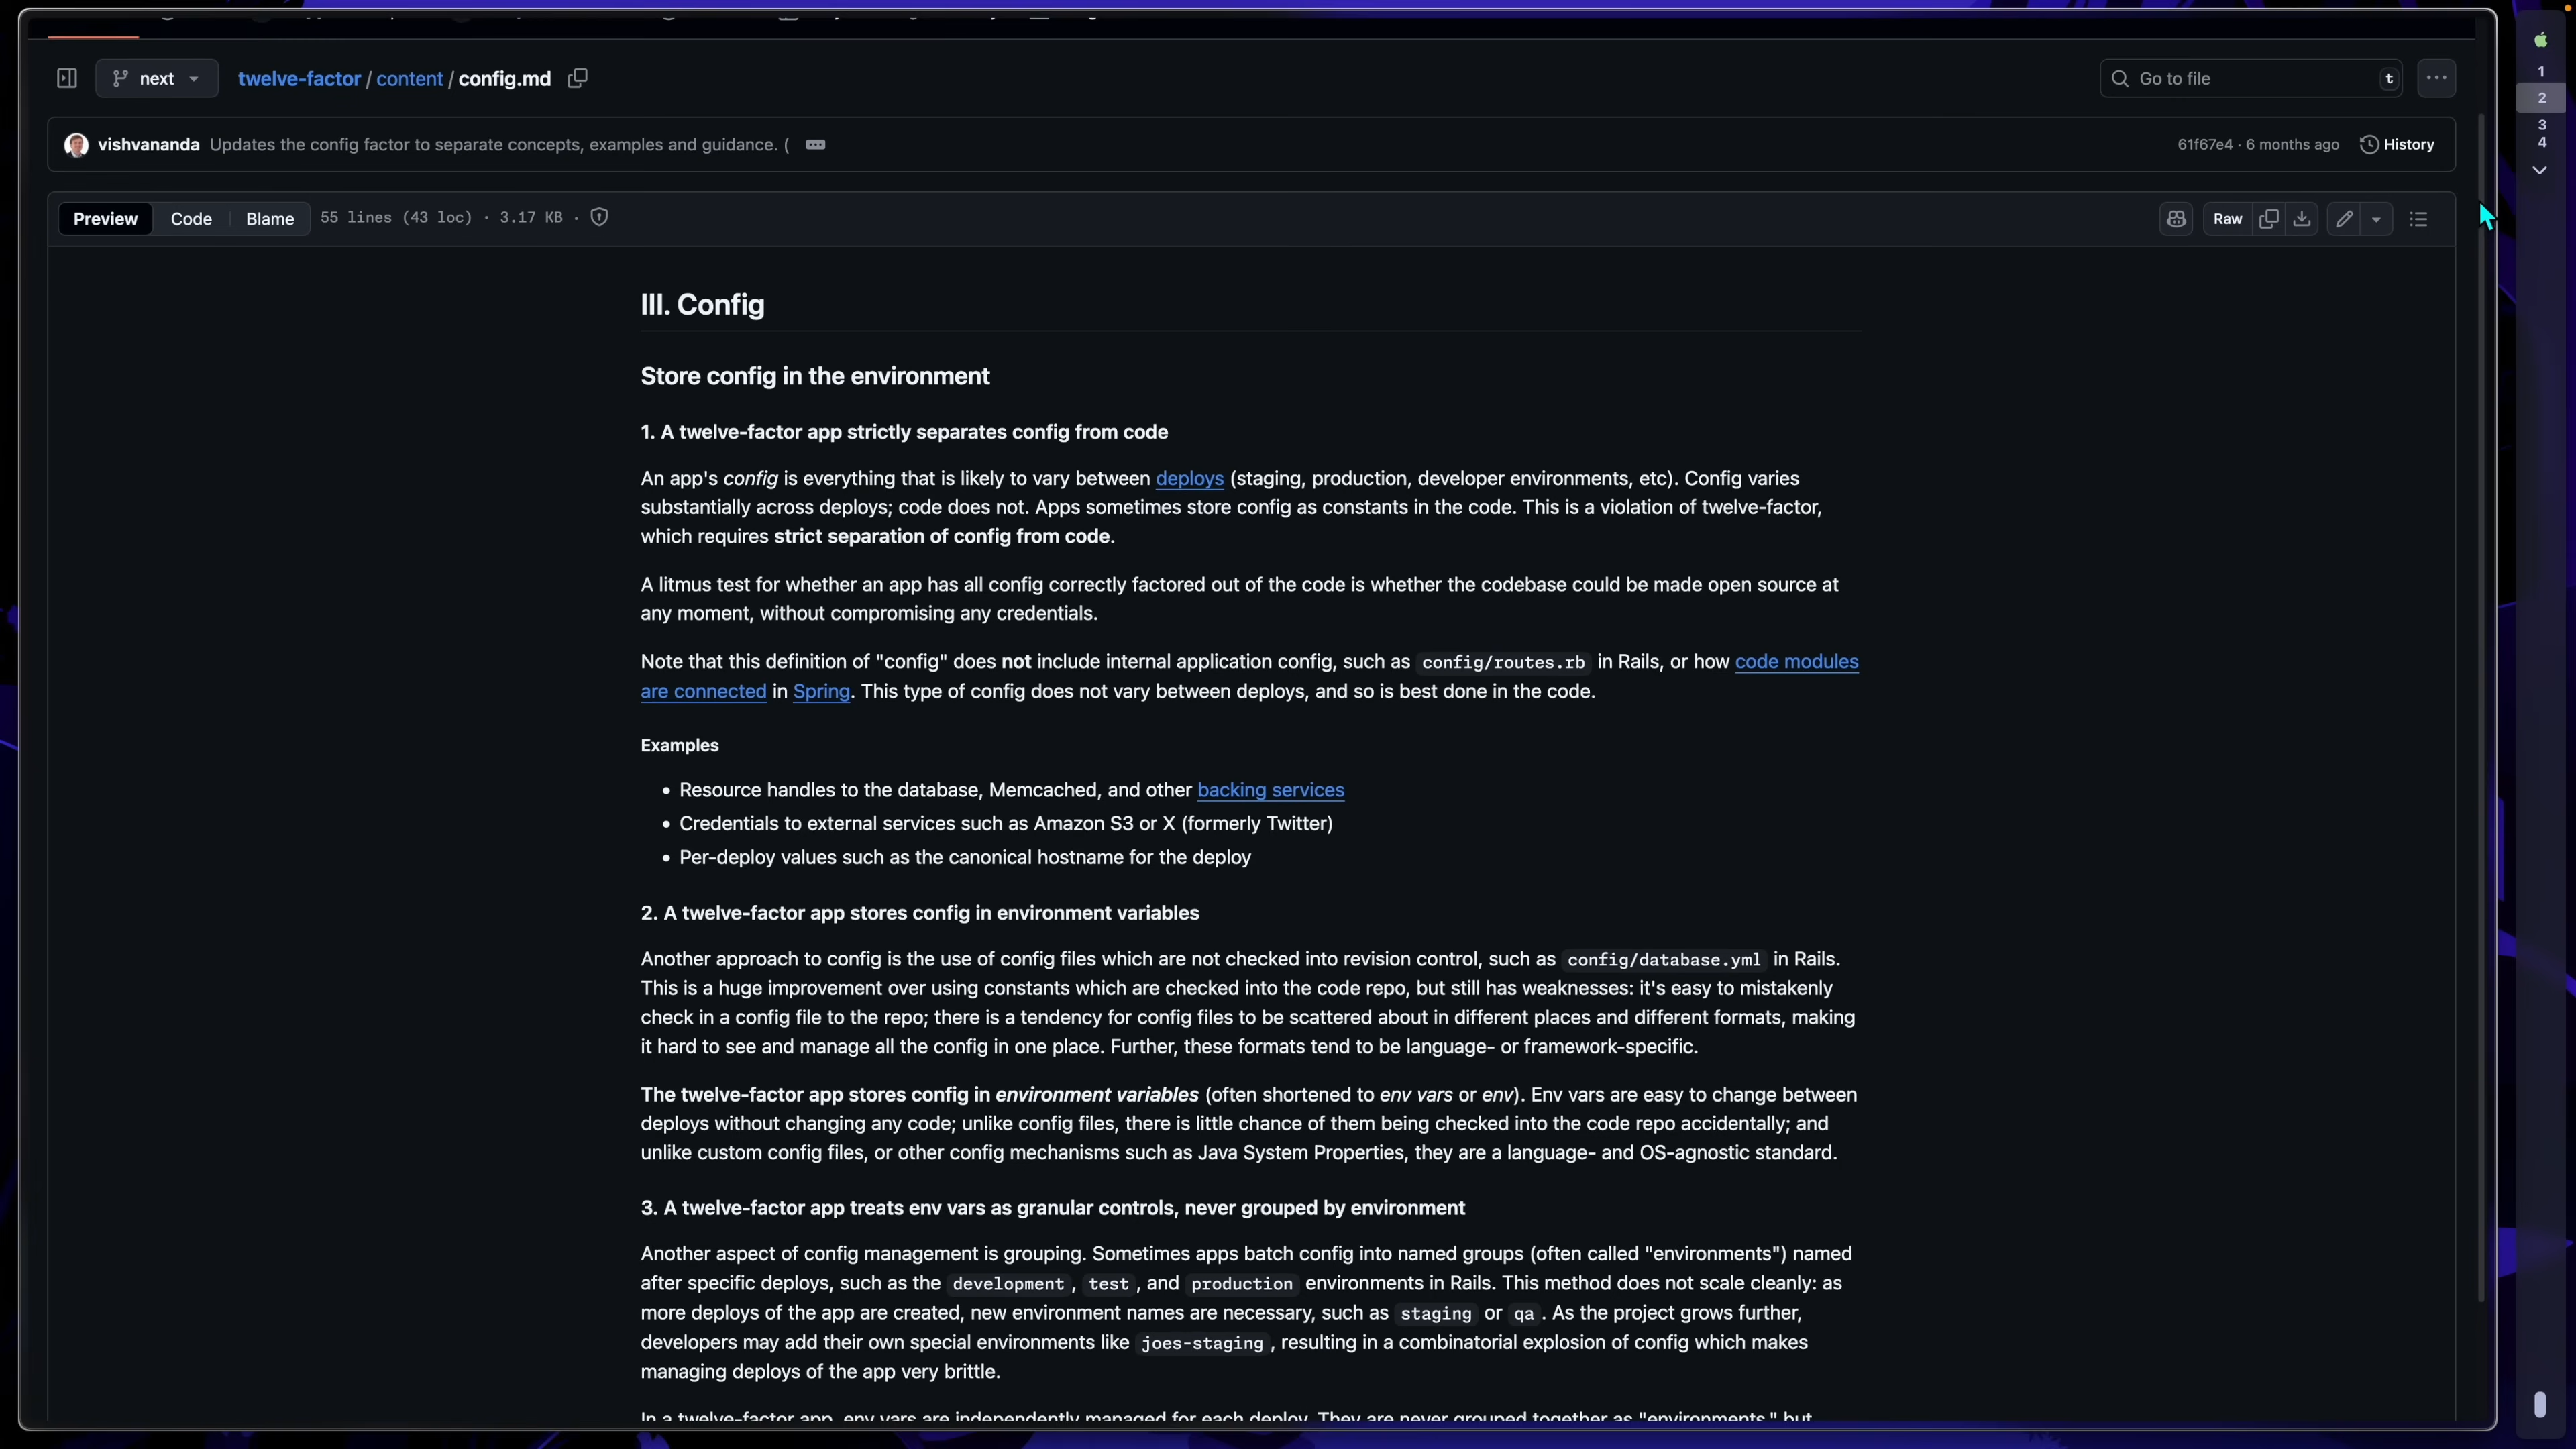 next
twelve-factor / content / config.md
Go to file
t
1
2
3
4
vishvananda Updates the config factor to separate concepts, examples and guidance. (
61f67e4 · 6 months ago
History
Preview
Code
Blame
55 lines (43 loc) · 3.17 KB ·
Raw
III. Config
Store config in the environment
1. A twelve-factor app strictly separates config from code
An app's config is everything that is likely to vary between deploys (staging, production, developer environments, etc). Config varies
substantially across deploys; code does not. Apps sometimes store config as constants in the code. This is a violation of twelve-factor,
which requires strict separation of config from code.
A litmus test for whether an app has all config correctly factored out of the code is whether the codebase could be made open source at
any moment, without compromising any credentials.
Note that this definition of "config" does not include internal application config, such as config/routes.rb in Rails, or how code modules
are connected in Spring. This type of config does not vary between deploys, and so is best done in the code.
Examples
• Resource handles to the database, Memcached, and other backing services
• Credentials to external services such as Amazon S3 or X (formerly Twitter)
• Per-deploy values such as the canonical hostname for the deploy
2. A twelve-factor app stores config in environment variables
Another approach to config is the use of config files which are not checked into revision control, such as config/database.yml in Rails.
This is a huge improvement over using constants which are checked into the code repo, but still has weaknesses: it's easy to mistakenly
check in a config file to the repo; there is a tendency for config files to be scattered about in different places and different formats, making
it hard to see and manage all the config in one place. Further, these formats tend to be language- or framework-specific.
The twelve-factor app stores config in environment variables (often shortened to env vars or env). Env vars are easy to change between
deploys without changing any code; unlike config files, there is little chance of them being checked into the code repo accidentally; and
unlike custom config files, or other config mechanisms such as Java System Properties, they are a language- and OS-agnostic standard.
3. A twelve-factor app treats env vars as granular controls, never grouped by environment
Another aspect of config management is grouping. Sometimes apps batch config into named groups (often called "environments") named
after specific deploys, such as the development, test, and production environments in Rails. This method does not scale cleanly: as
more deploys of the app are created, new environment names are necessary, such as staging or qa. As the project grows further,
developers may add their own special environments like joes-staging, resulting in a combinatorial explosion of config which makes
managing deploys of the app very brittle.
In a twelve-factor app, env vars are independently managed for each deploy. They are never grouped together as "environments," but